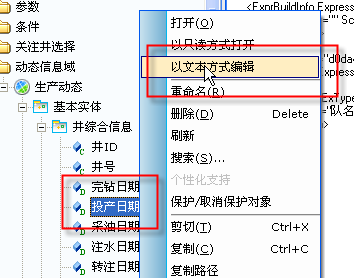 参数
条件
关注井选择
动态信息域
生产动态
基本实体
井综合信息
井ID
井号
完钻日期
投产日期
采油日期
注水日期
转注日期
打开(O)
以只读方式打开
以文本方式编辑
重命名(R)
删除(D) Delete
刷新
搜索(S)...
个性化支持
保护/取消保护对象
剪切(T) Ctrl+X
复制(C) Ctrl+C
复制路径
<ExprBuildInfo Express
="" Sc
"d0da
xpres
xType
"队名